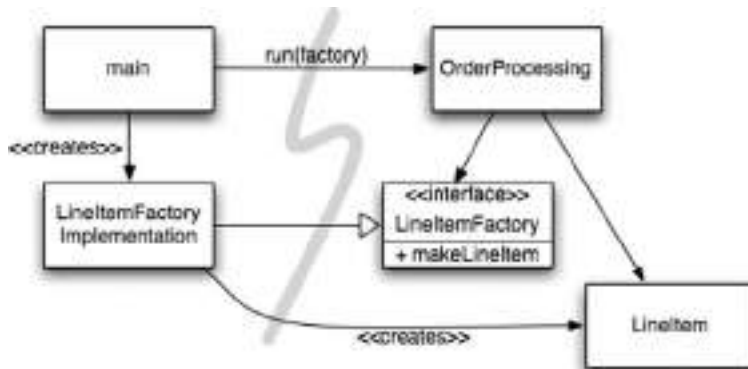 main
run(factory)
OrderProcessing
<<creates>>
LineItemFactory
Implementation
<<interface>>
LineItemFactory
+ makeLineItem
<<creates>>
LineItem